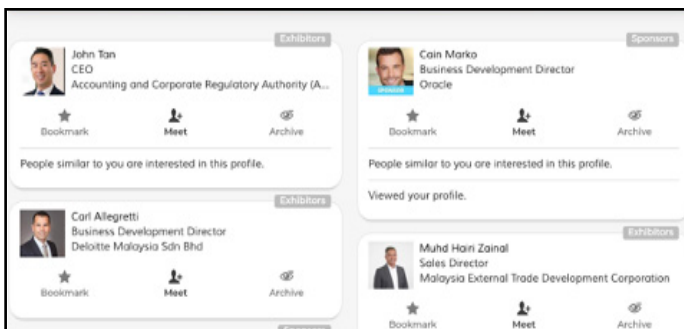 Exhibitors
John Tan
CEO
Accounting and Corporate Regulatory Authority (A...
Bookmark Meet Archive
People similar to you are interested in this profile.
Exhibitors
Carl Allegretti
Business Development Director
Deloitte Malaysia Sdn Bhd
Bookmark Meet Archive
Sponsors
Sponsors
Cain Marko
Business Development Director
Oracle
SPONSOR
Bookmark Meet Archive
People similar to you are interested in this profile.
Viewed your profile.
Exhibitors
Muhd Hairi Zainal
Sales Director
Malaysia External Trade Development Corporation
Bookmark Meet Archive